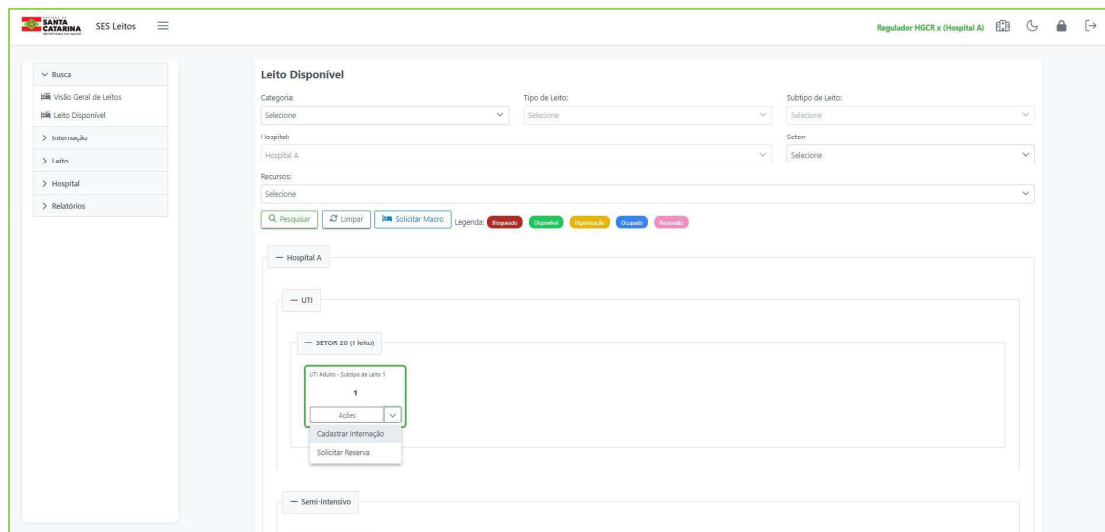 SANTA
CATARINA
SES Leitos
Regulador HGCR x (Hospital A)
Busca
Visão Geral de Leitos
Leito Disponível
Internação
Leito
Hospital
Relatórios
Leito Disponível
Categoria: Tipo de Leito: Subtipo de Leito:
Selecione Selecione Selecione
Hospital: Setor:
Hospital A Selecione
Recursos:
Selecione
Pesquisar Limpar Solicitar Macro Legenda: Bloqueado Disponível Higienização Ocupado Reservado
Hospital A
UTI
SETOR 20 (1 leito)
UTI Adulto - Subtipo de Leito 1
1
Ações
Cadastrar Internação
Solicitar Reserva
Semi-intensivo